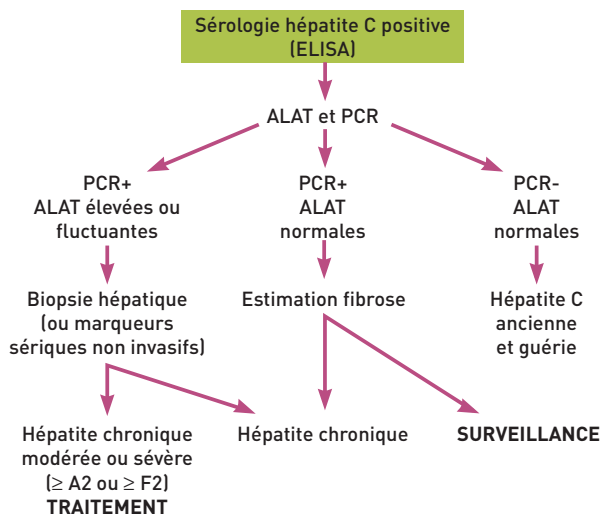 Sérologie hépatite C positive
(ELISA)
ALAT et PCR
PCR+
ALAT élevées ou
fluctuantes
PCR+
ALAT
normales
PCR-
ALAT
normales
Biopsie hépatique
(ou marqueurs
sériques non invasifs)
Estimation fibrose
Hépatite C
ancienne
et guérie
Hépatite chronique
modérée ou sévère
(≥ A2 ou ≥ F2)
TRAITEMENT
Hépatite chronique
SURVEILLANCE